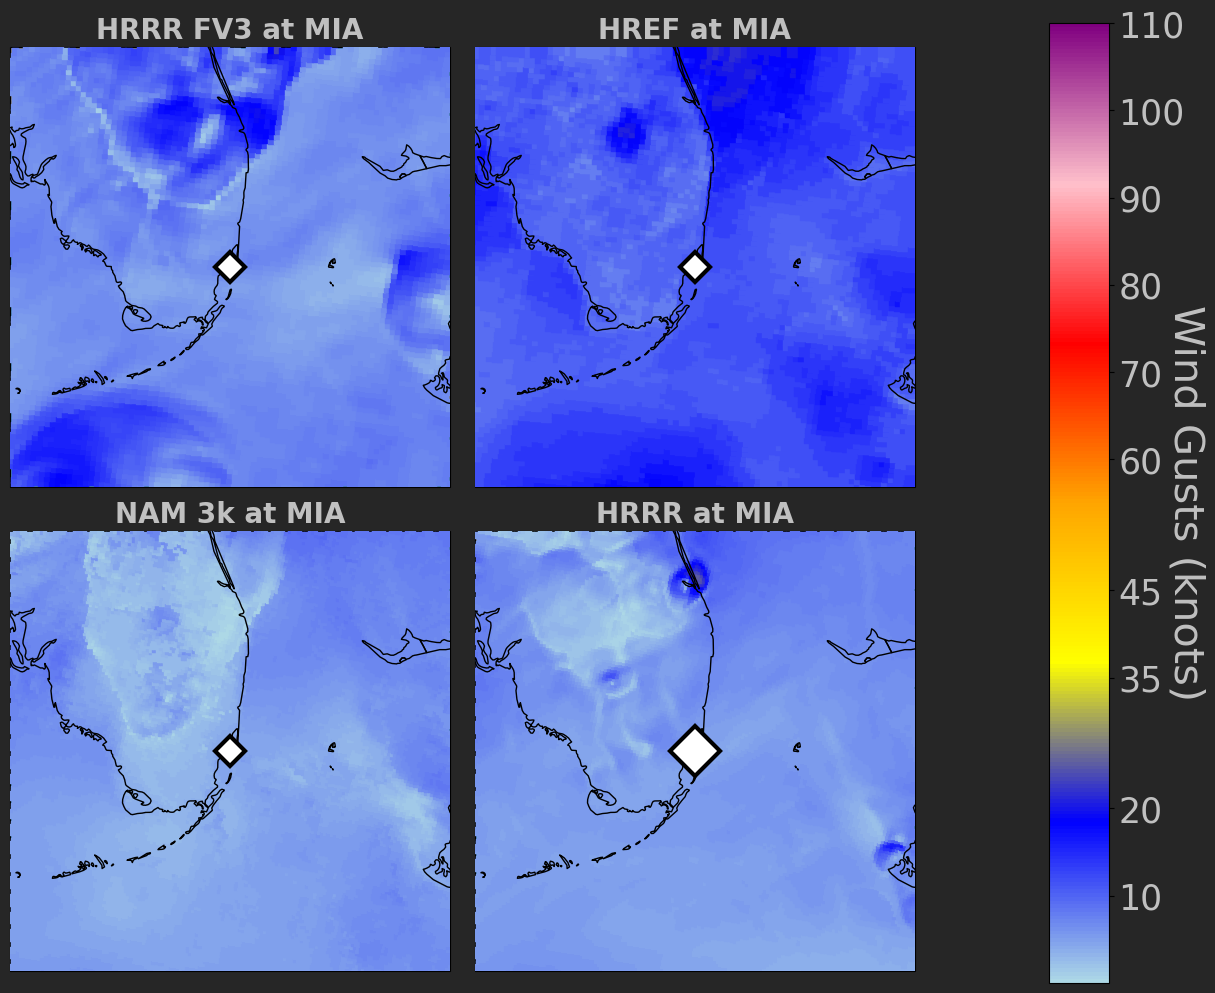 HRRR FV3 at MIA
HREF at MIA
NAM 3k at MIA
HRRR at MIA
110
100
90
80
70
60
45
35
20
10
Wind Gusts (knots)